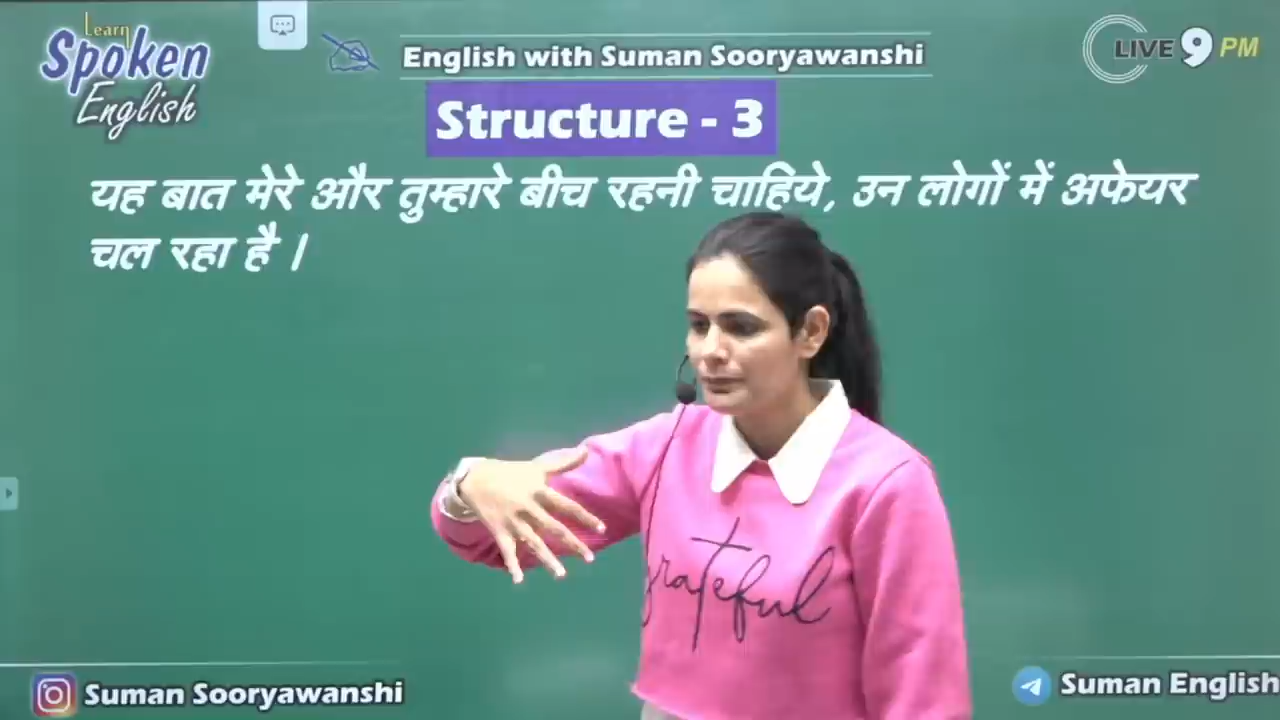 Learn
Spoken
English
English with Suman Sooryawanshi
LIVE 9 PM
Structure - 3
यह बात मेरे और तुम्हारे बीच रहनी चाहिये, उन लोगों में अफेयर
चल रहा है ।
grateful
Suman Sooryawanshi
Suman English